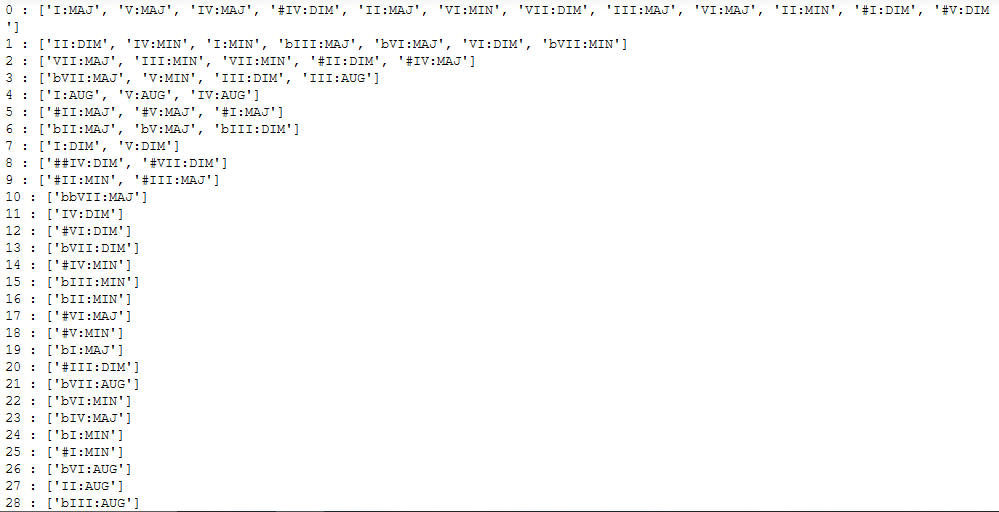 0 : ['I:MAJ', 'V:MAJ', 'IV:MAJ', '#IV:DIM', 'II:MAJ', 'VI:MIN', 'VII:DIM', 'III:MAJ', 'VI:MAJ', 'II:MIN', '#I:DIM', '#V:DIM'
]
1 : ['II:DIM', 'IV:MIN', 'I:MIN', 'bIII:MAJ', 'bVI:MAJ', 'VI:DIM', 'bVII:MIN']
2 : ['VII:MAJ', 'III:MIN', 'VII:MIN', '#II:DIM', '#IV:MAJ']
3 : ['bVII:MAJ', 'V:MIN', 'III:DIM', 'III:AUG']
4 : ['I:AUG', 'V:AUG', 'IV:AUG']
5 : ['#II:MAJ', '#V:MAJ', '#I:MAJ']
6 : ['bII:MAJ', 'bV:MAJ', 'bIII:DIM']
7 : ['I:DIM', 'V:DIM']
8 : ['##IV:DIM', '#VII:DIM']
9 : ['#II:MIN', '#III:MAJ']
10 : ['bbVII:MAJ']
11 : ['IV:DIM']
12 : ['#VI:DIM']
13 : ['bVII:DIM']
14 : ['#IV:MIN']
15 : ['bIII:MIN']
16 : ['bII:MIN']
17 : ['#VI:MAJ']
18 : ['#V:MIN']
19 : ['bI:MAJ']
20 : ['#III:DIM']
21 : ['bVII:AUG']
22 : ['bVI:MIN']
23 : ['bIV:MAJ']
24 : ['bI:MIN']
25 : ['#I:MIN']
26 : ['bVI:AUG']
27 : ['II:AUG']
28 : ['bIII:AUG']